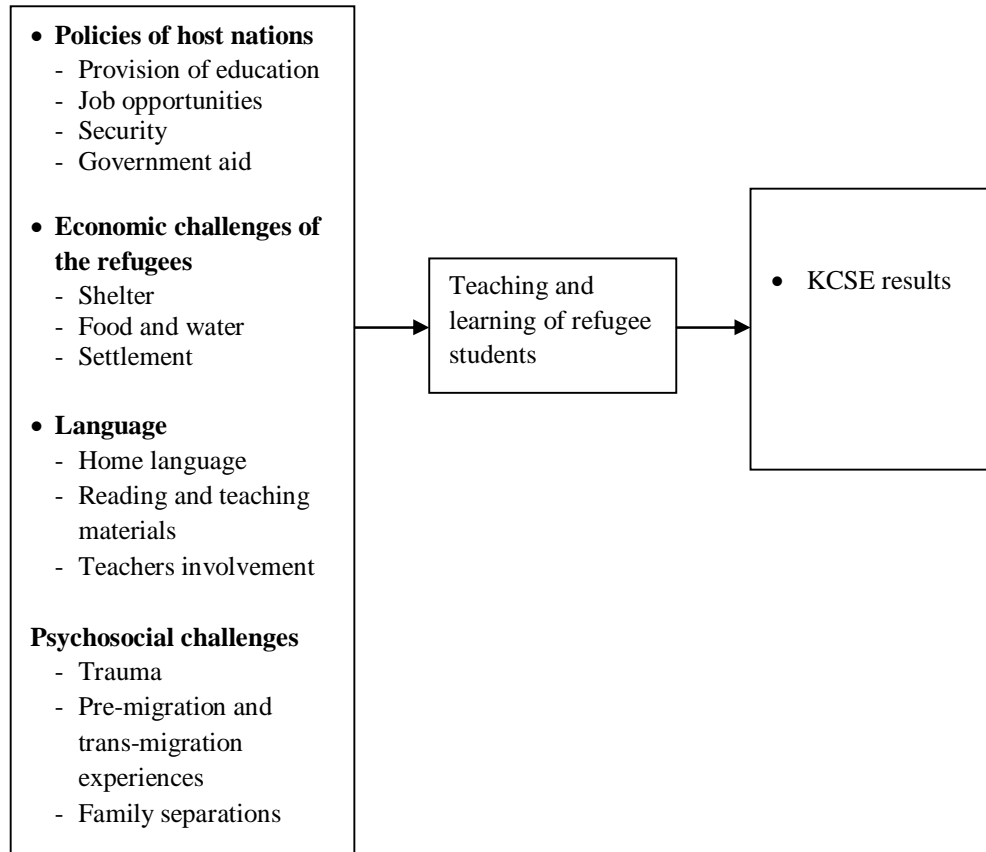 • Policies of host nations
- Provision of education
- Job opportunities
- Security
- Government aid
• Economic challenges of
the refugees
- Shelter
- Food and water
- Settlement
• Language
- Home language
- Reading and teaching
materials
- Teachers involvement
Psychosocial challenges
- Trauma
- Pre-migration and
trans-migration
experiences
- Family separations
Teaching and
learning of refugee
students
• KCSE results